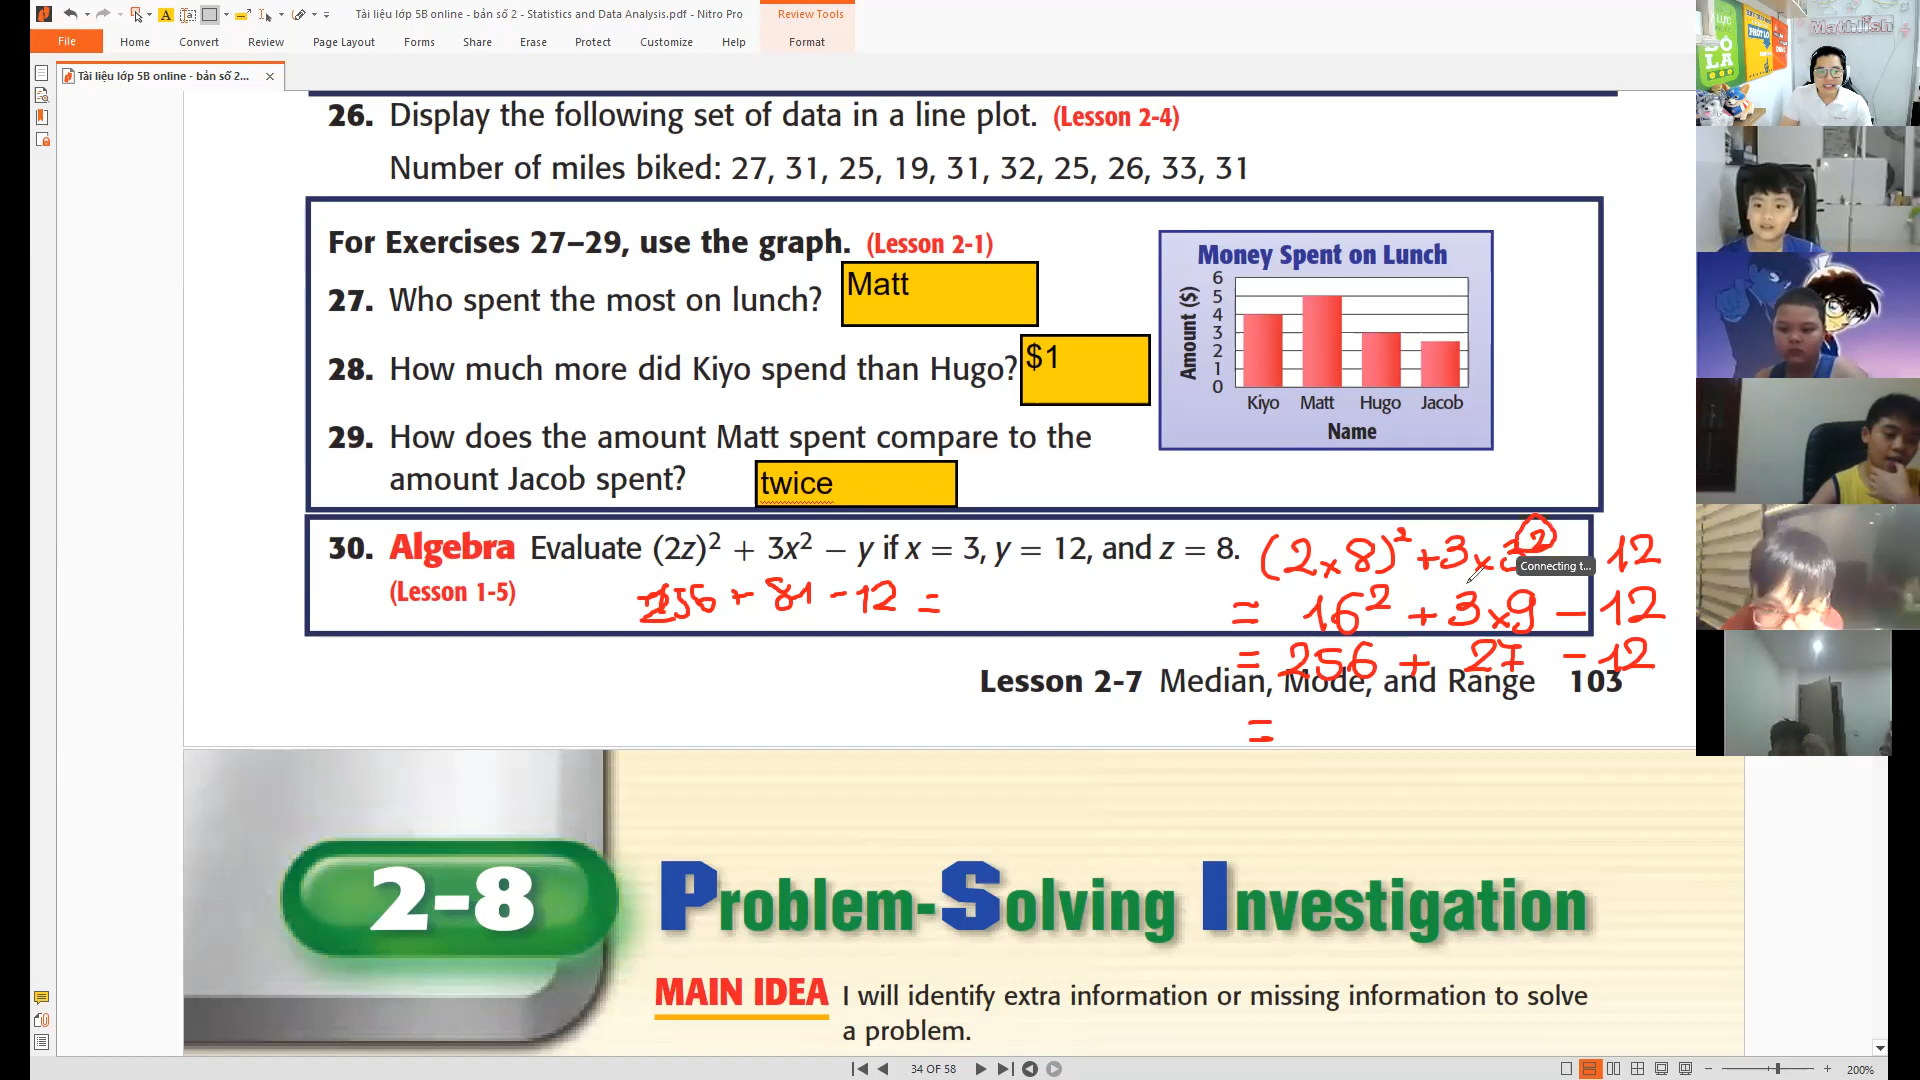 Tài liệu lớp 5B online - bản số 2 - Statistics and Data Analysis.pdf - Nitro Pro
Review Tools
File Home Convert Review Page Layout Forms Share Erase Protect Customize Help Format
Tài liệu lớp 5B online - bản số 2...
26. Display the following set of data in a line plot. (Lesson 2-4)
Number of miles biked: 27, 31, 25, 19, 31, 32, 25, 26, 33, 31
For Exercises 27–29, use the graph. (Lesson 2-1)
27. Who spent the most on lunch?
Matt
28. How much more did Kiyo spend than Hugo?
$1
29. How does the amount Matt spent compare to the
amount Jacob spent?
twice
Money Spent on Lunch
Amount ($)
6
5
4
3
2
1
0
Kiyo Matt Hugo Jacob
Name
30. Algebra Evaluate (2z)² + 3x² − y if x = 3, y = 12, and z = 8.
(Lesson 1-5)
256 + 81 - 12 =
(2 x 8)² + 3 x 3² 12
Connecting t...
= 16² + 3 x 9 - 12
= 256 + 27 - 12
=
Lesson 2-7 Median, Mode, and Range 103
2-8
Problem-Solving Investigation
MAIN IDEA I will identify extra information or missing information to solve
a problem.
34 OF 58
200%
Mathlish